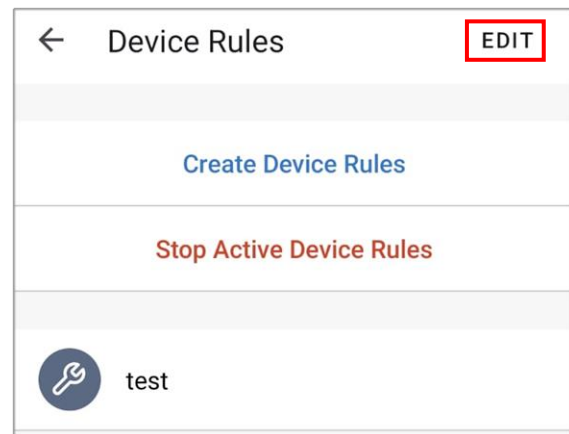 Device Rules EDIT
Create Device Rules
Stop Active Device Rules
test